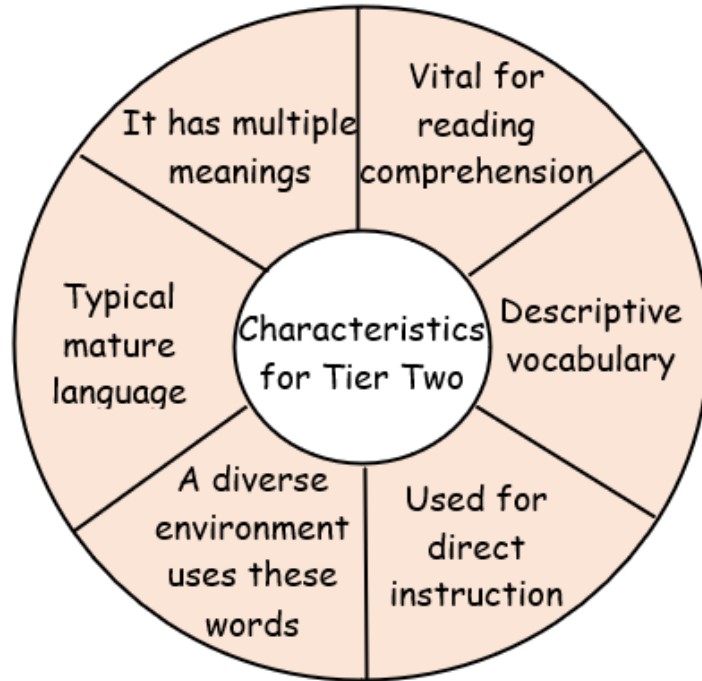 It has multiple
meanings
Vital for
reading
comprehension
Typical
mature
language
Characteristics
for Tier Two
Descriptive
vocabulary
A diverse
environment
uses these
words
Used for
direct
instruction